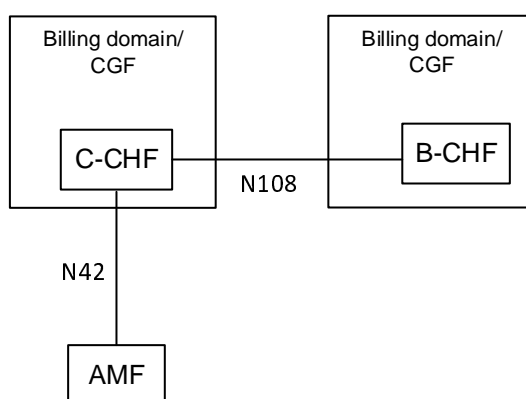 Billing domain/
CGF
Billing domain/
CGF
C-CHF
B-CHF
N108
N42
AMF